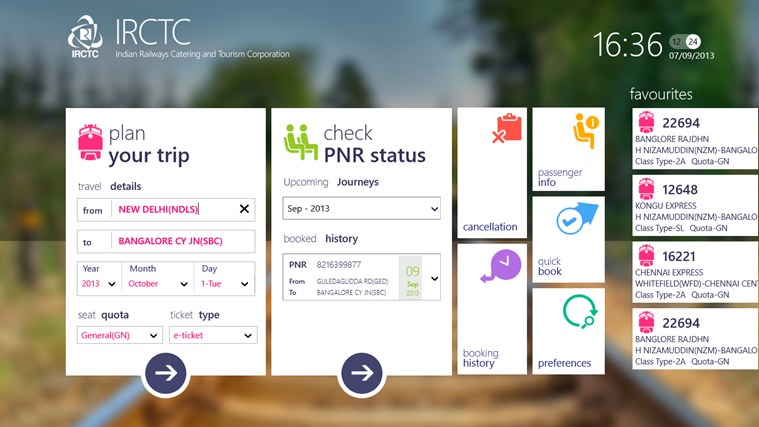 IRCTC
IRCTC
Indian Railways Catering and Tourism Corporation
16:36
12 24
07/09/2013
plan
your trip
travel details
from NEW DELHI(NDLS)
to BANGALORE CY JN(SBC)
Year Month Day
2013 October 1-Tue
seat quota ticket type
General(GN) e-ticket
check
PNR status
Upcoming Journeys
Sep - 2013
booked history
PNR 8216399877
From GULEDAGUDDA RD(GED)
To BANGALORE CY JN(SBC)
09
Sep
2013
cancellation
booking
history
passenger
info
quick
book
preferences
favourites
22694
BANGLORE RAJDHN
H NIZAMUDDIN(NZM)-BANGALO
Class Type-2A Quota-GN
12648
KONGU EXPRESS
H NIZAMUDDIN(NZM)-BANGALO
Class Type-SL Quota-GN
16221
CHENNAI EXPRESS
WHITEFIELD(WFD)-CHENNAI CEN
Class Type-2A Quota-GN
22694
BANGLORE RAJDHN
H NIZAMUDDIN(NZM)-BANGALO
Class Type-2A Quota-GN